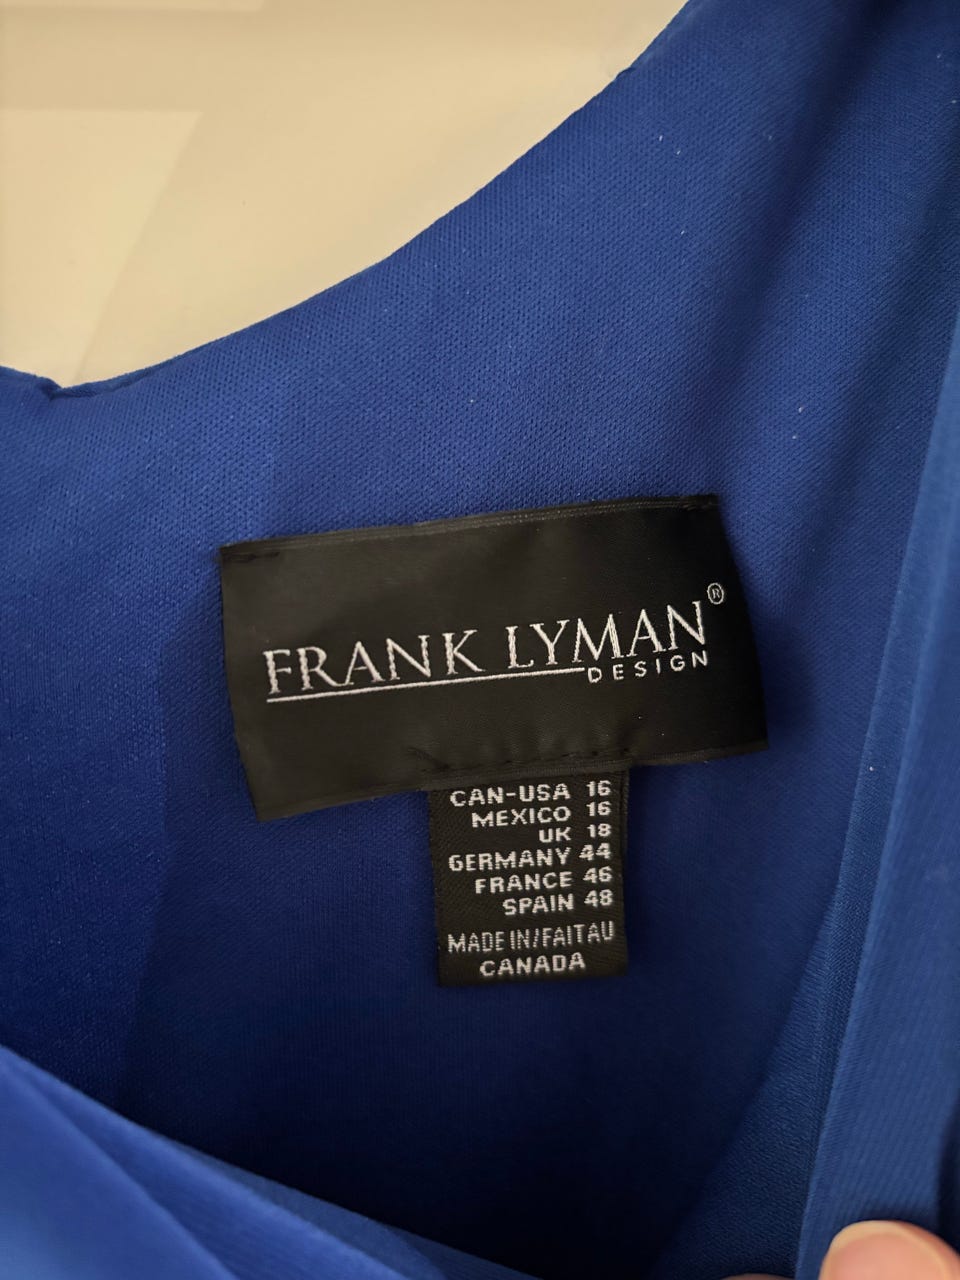 FRANK LYMAN®
DESIGN
CAN-USA 16
MEXICO 16
UK 18
GERMANY 44
FRANCE 46
SPAIN 48
MADE IN/FAIT AU
CANADA